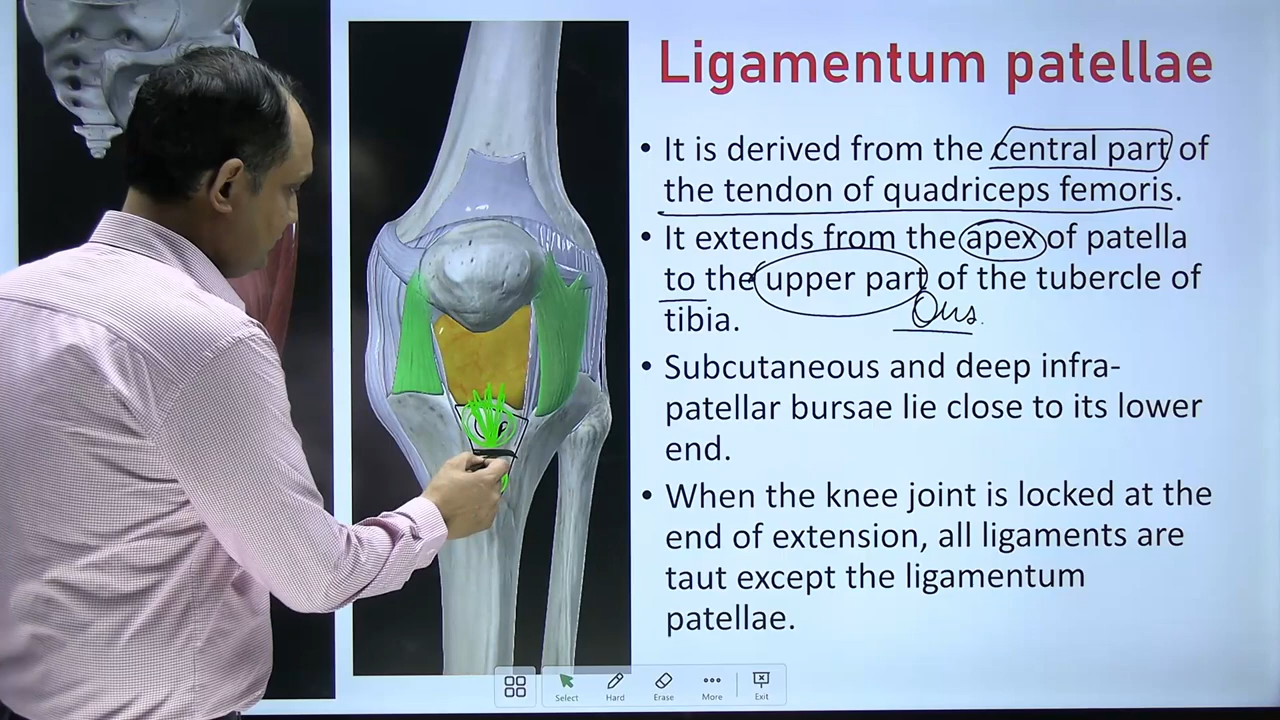 Ligamentum patellae
• It is derived from the central part of
the tendon of quadriceps femoris.
• It extends from the apex of patella
to the upper part of the tubercle of
tibia.
• Subcutaneous and deep infra-
patellar bursae lie close to its lower
end.
• When the knee joint is locked at the
end of extension, all ligaments are
taut except the ligamentum
patellae.
Select Hard Erase More Exit